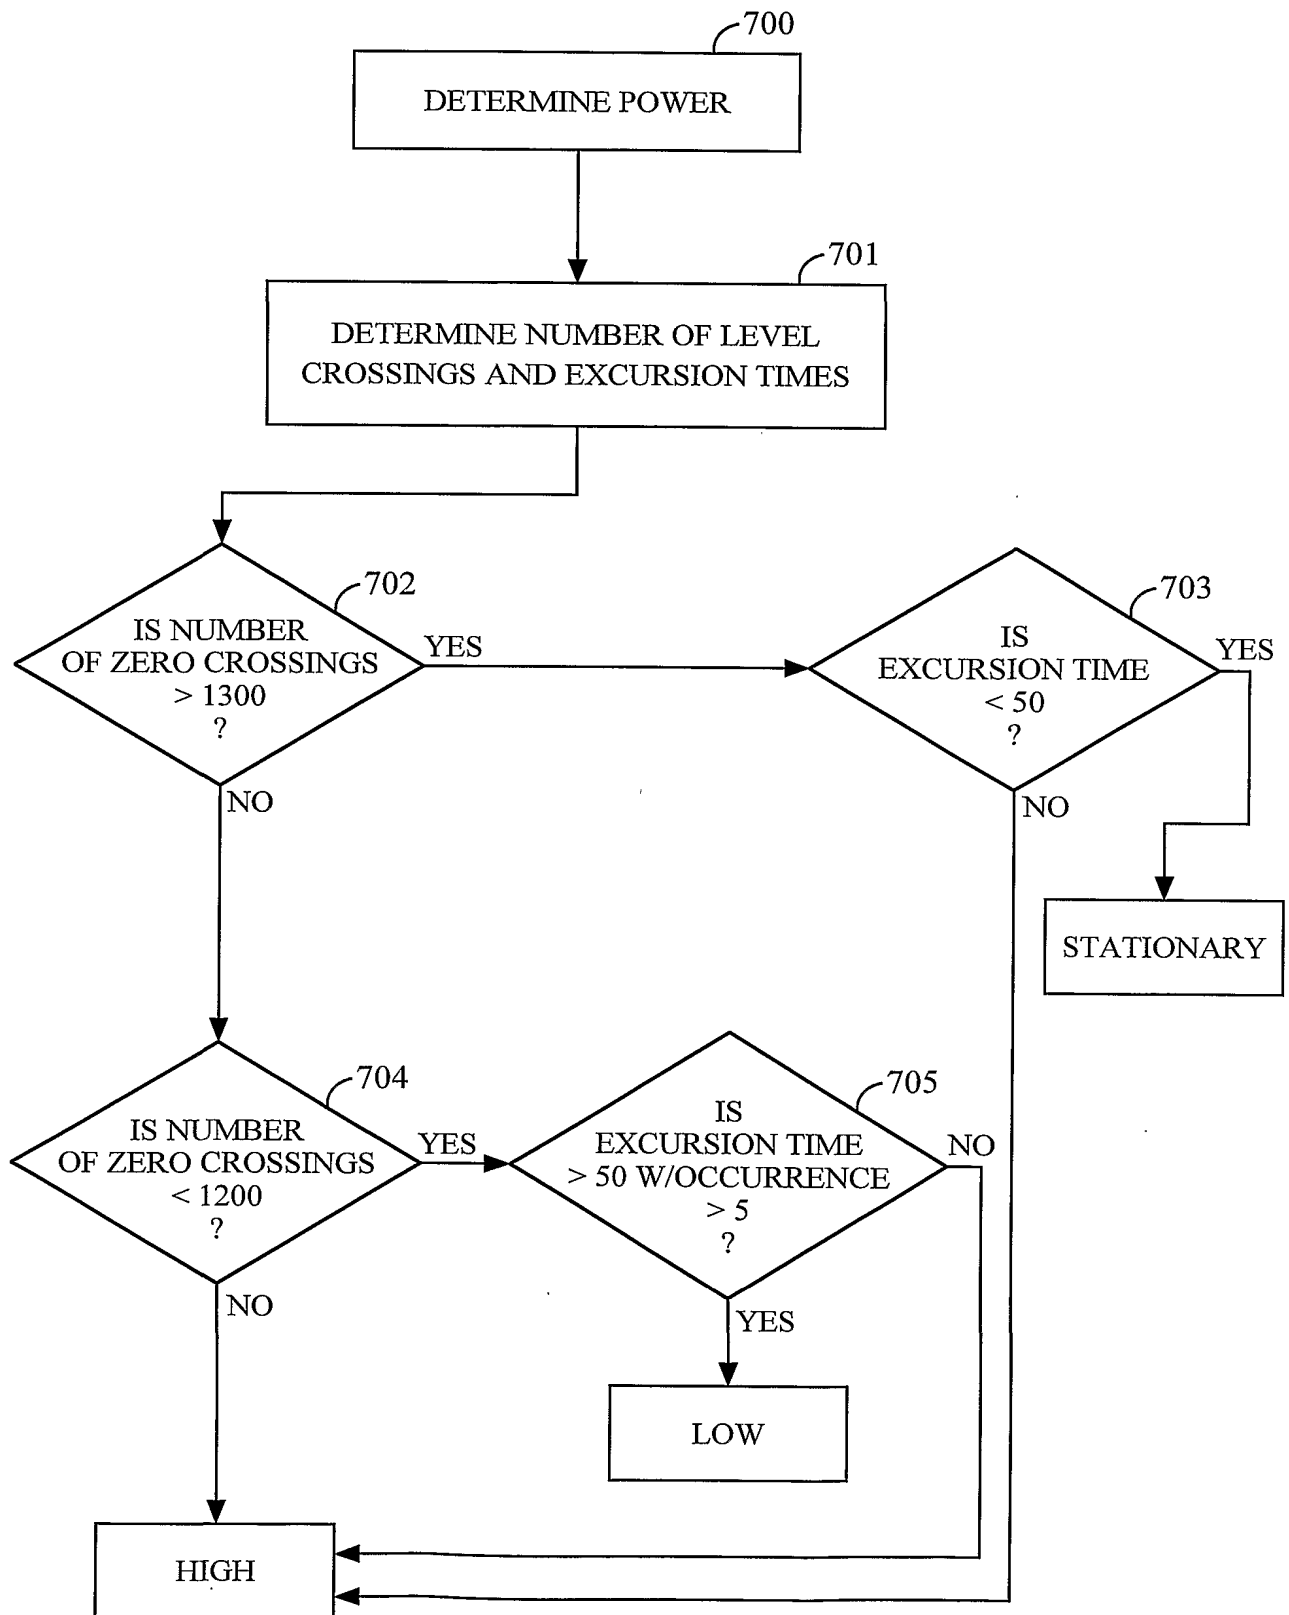 700
DETERMINE POWER
701
DETERMINE NUMBER OF LEVEL
CROSSINGS AND EXCURSION TIMES
702
IS NUMBER
OF ZERO CROSSINGS
> 1300
?
YES
NO
703
IS
EXCURSION TIME
< 50
?
YES
NO
STATIONARY
704
IS NUMBER
OF ZERO CROSSINGS
< 1200
?
YES
NO
705
IS
EXCURSION TIME
> 50 W/OCCURRENCE
> 5
?
NO
YES
LOW
HIGH